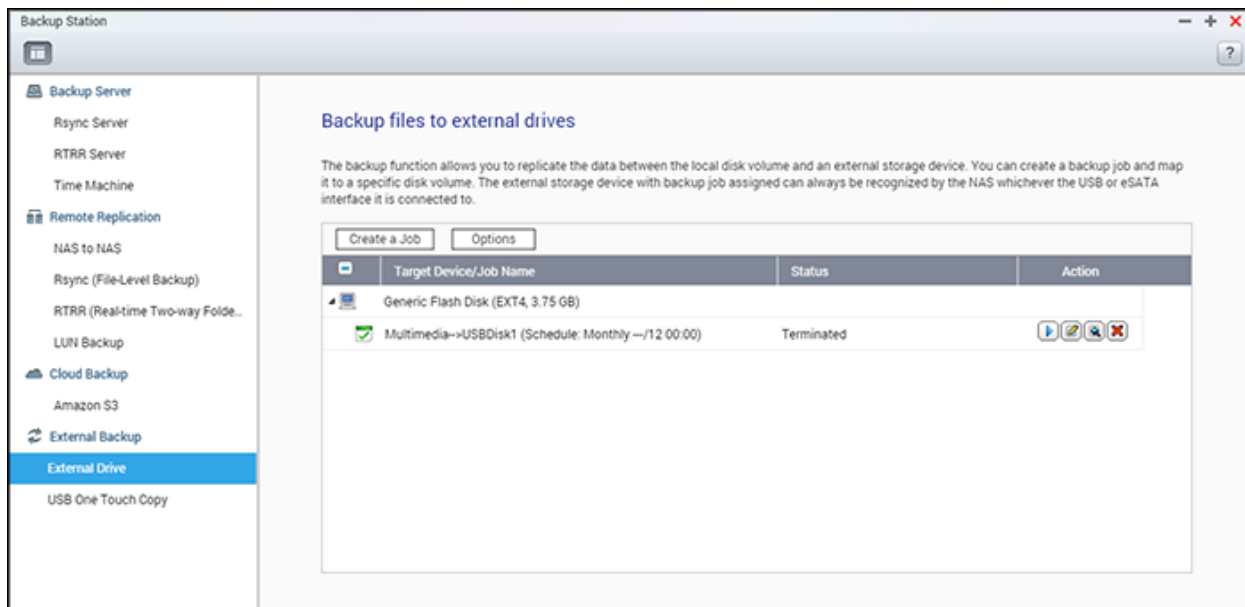 Backup Station
?
Backup Server
Rsync Server
RTRR Server
Time Machine
Remote Replication
NAS to NAS
Rsync (File-Level Backup)
RTRR (Real-time Two-way Folde...
LUN Backup
Cloud Backup
Amazon S3
External Backup
External Drive
USB One Touch Copy
Backup files to external drives
The backup function allows you to replicate the data between the local disk volume and an external storage device. You can create a backup job and map
it to a specific disk volume. The external storage device with backup job assigned can always be recognized by the NAS whichever the USB or eSATA
interface it is connected to.
Create a Job Options
Target Device/Job Name Status Action
Generic Flash Disk (EXT4, 3.75 GB)
Multimedia-->USBDisk1 (Schedule: Monthly --/12 00:00) Terminated